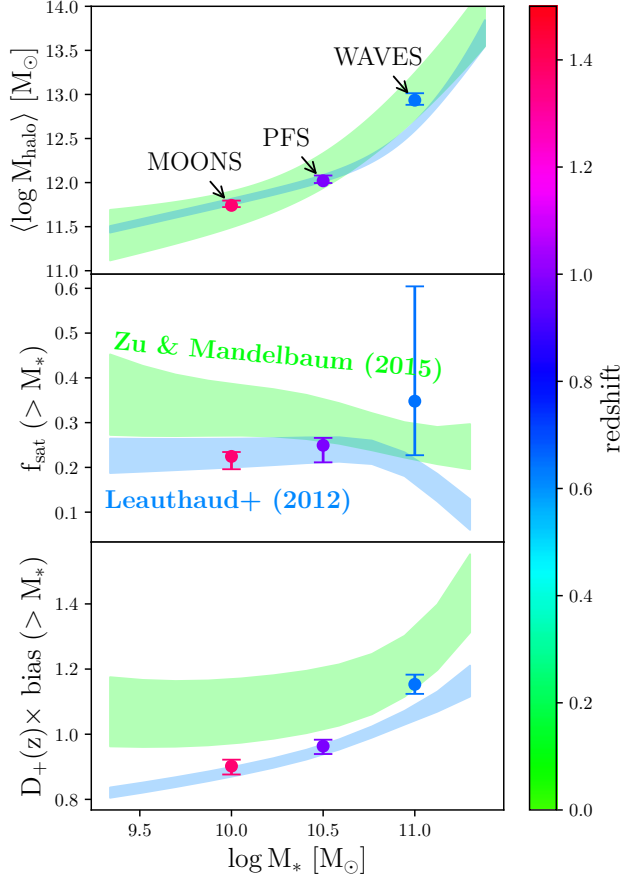 14.0
13.0
12.5
12.0
11.5
11.0
⟨log M_halo⟩ [M_⊙]
WAVES
PFS
MOONS
0.6
0.5
0.4
0.3
0.2
0.1
f_sat (> M_*)
Zu & Mandelbaum (2015)
Leauthaud+ (2012)
1.4
1.2
1.0
0.8
D_+(z)× bias (> M_*)
9.5 10.0 10.5 11.0
log M_* [M_⊙]
1.4
1.2
1.0
0.8
0.6
0.4
0.2
0.0
redshift